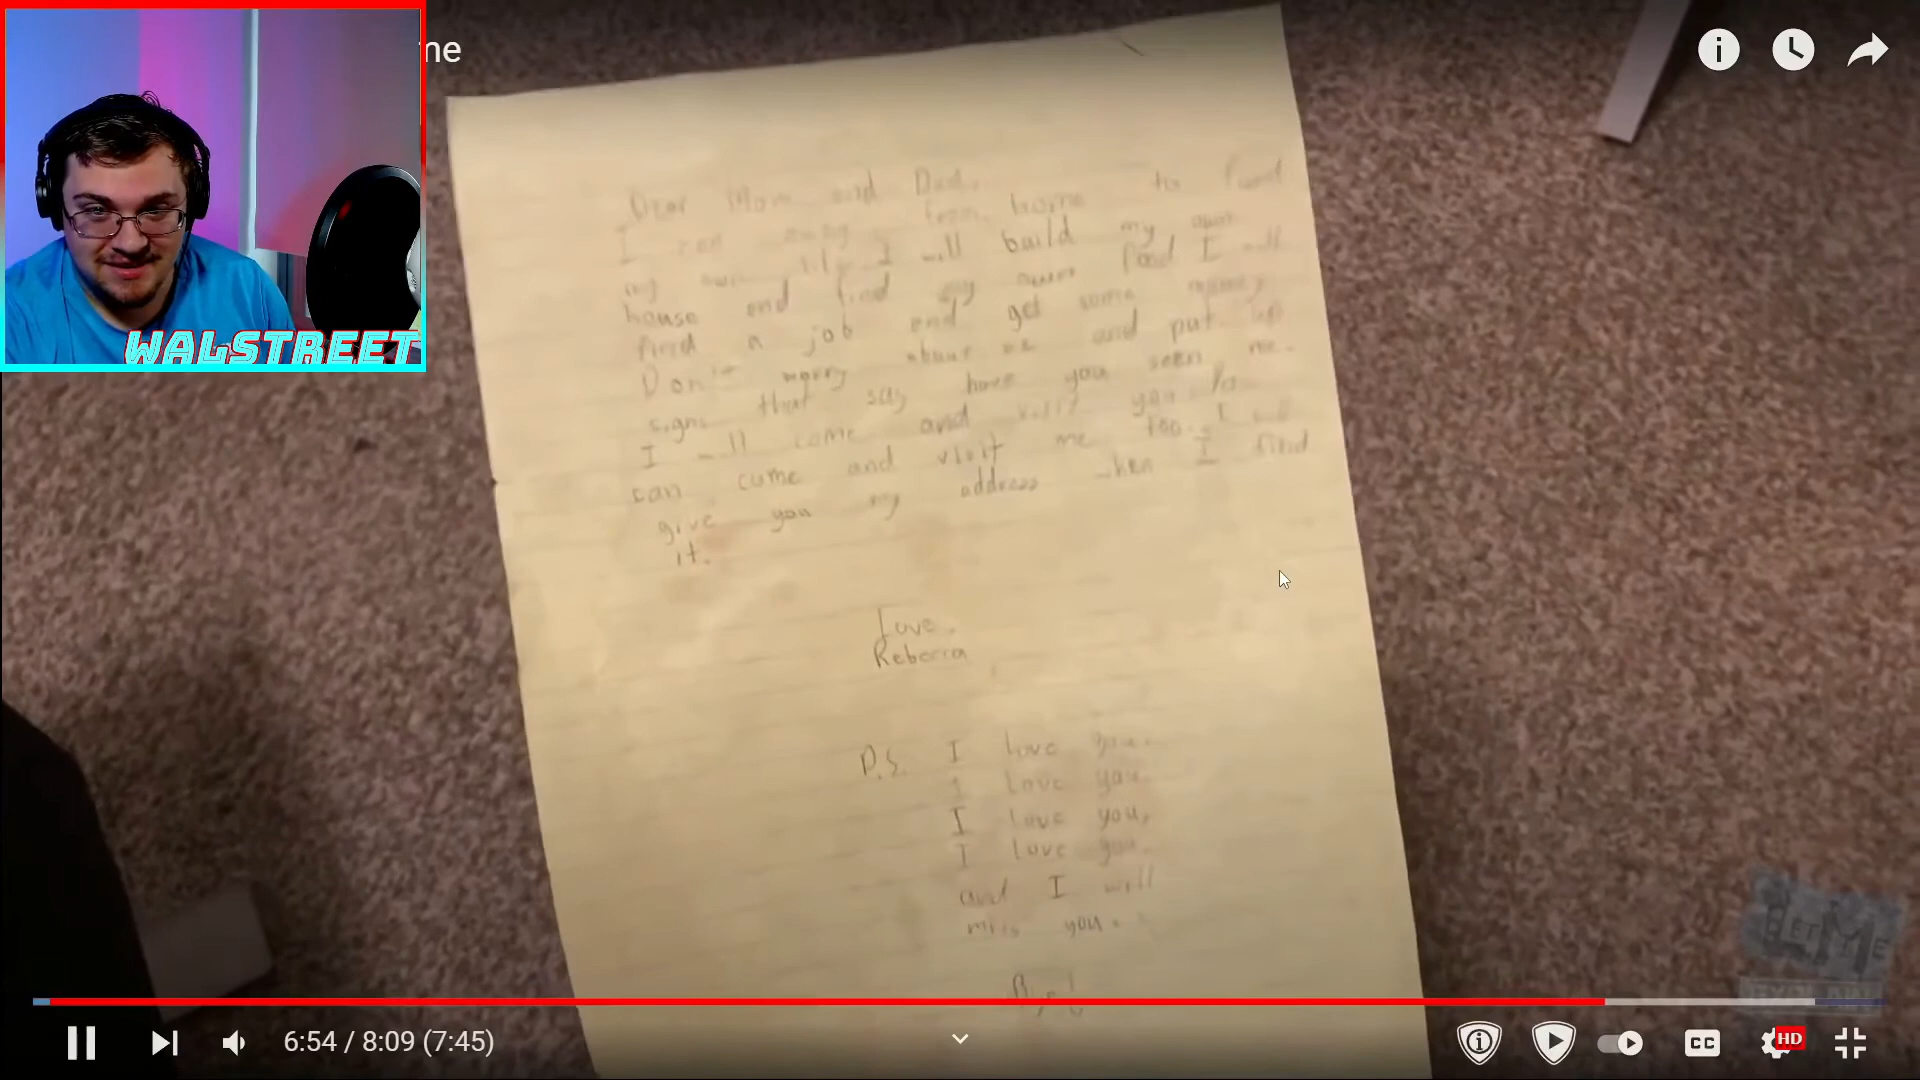 me
WALSTREET
Dear Mom and Dad,
I ran away from home to find
my own life I will build my own
house and find my own food I will
find a job and get some money
Don't worry about me and put up
signs that say have you seen me.
I will come and visit you
can come and visit me too. I will
give you my address when I find
it.
Love,
Rebecca
P.S. I love you.
I Love you.
I love you,
I Love you.
and I will
miss you.
Bye!
6:54 / 8:09 (7:45)
CC
HD